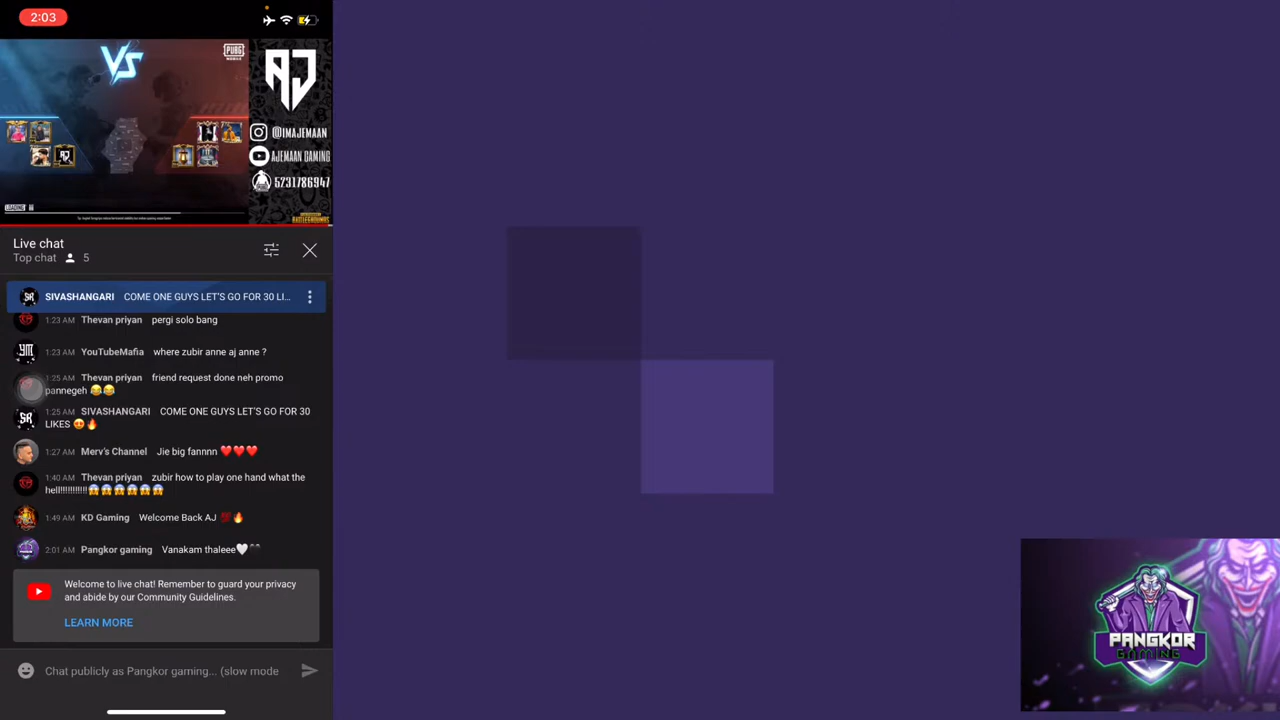 2:03
VS
PUBG
MOBILE
AJ
@IMAJEMAAN
AJEMAAN GAMING
5231786947
LOADING
BATTLEGROUNDS
Live chat
Top chat 5
SIVASHANGARI COME ONE GUYS LET'S GO FOR 30 LI...
1:23 AM Thevan priyan pergi solo bang
1:23 AM YouTubeMafia where zubir anne aj anne ?
1:25 AM Thevan priyan friend request done neh promo
pannegeh 😂😂
1:25 AM SIVASHANGARI COME ONE GUYS LET'S GO FOR 30
LIKES 😍🔥
1:27 AM Merv's Channel Jie big fannnn ❤️❤️❤️
1:40 AM Thevan priyan zubir how to play one hand what the
hell!!!!!!!!!!!😱😱😱😱😱😱
1:49 AM KD Gaming Welcome Back AJ 💯🔥
2:01 AM Pangkor gaming Vanakam thaleee🤍🖤
Welcome to live chat! Remember to guard your privacy
and abide by our Community Guidelines.
LEARN MORE
Chat publicly as Pangkor gaming... (slow mode
PANGKOR
GAMING